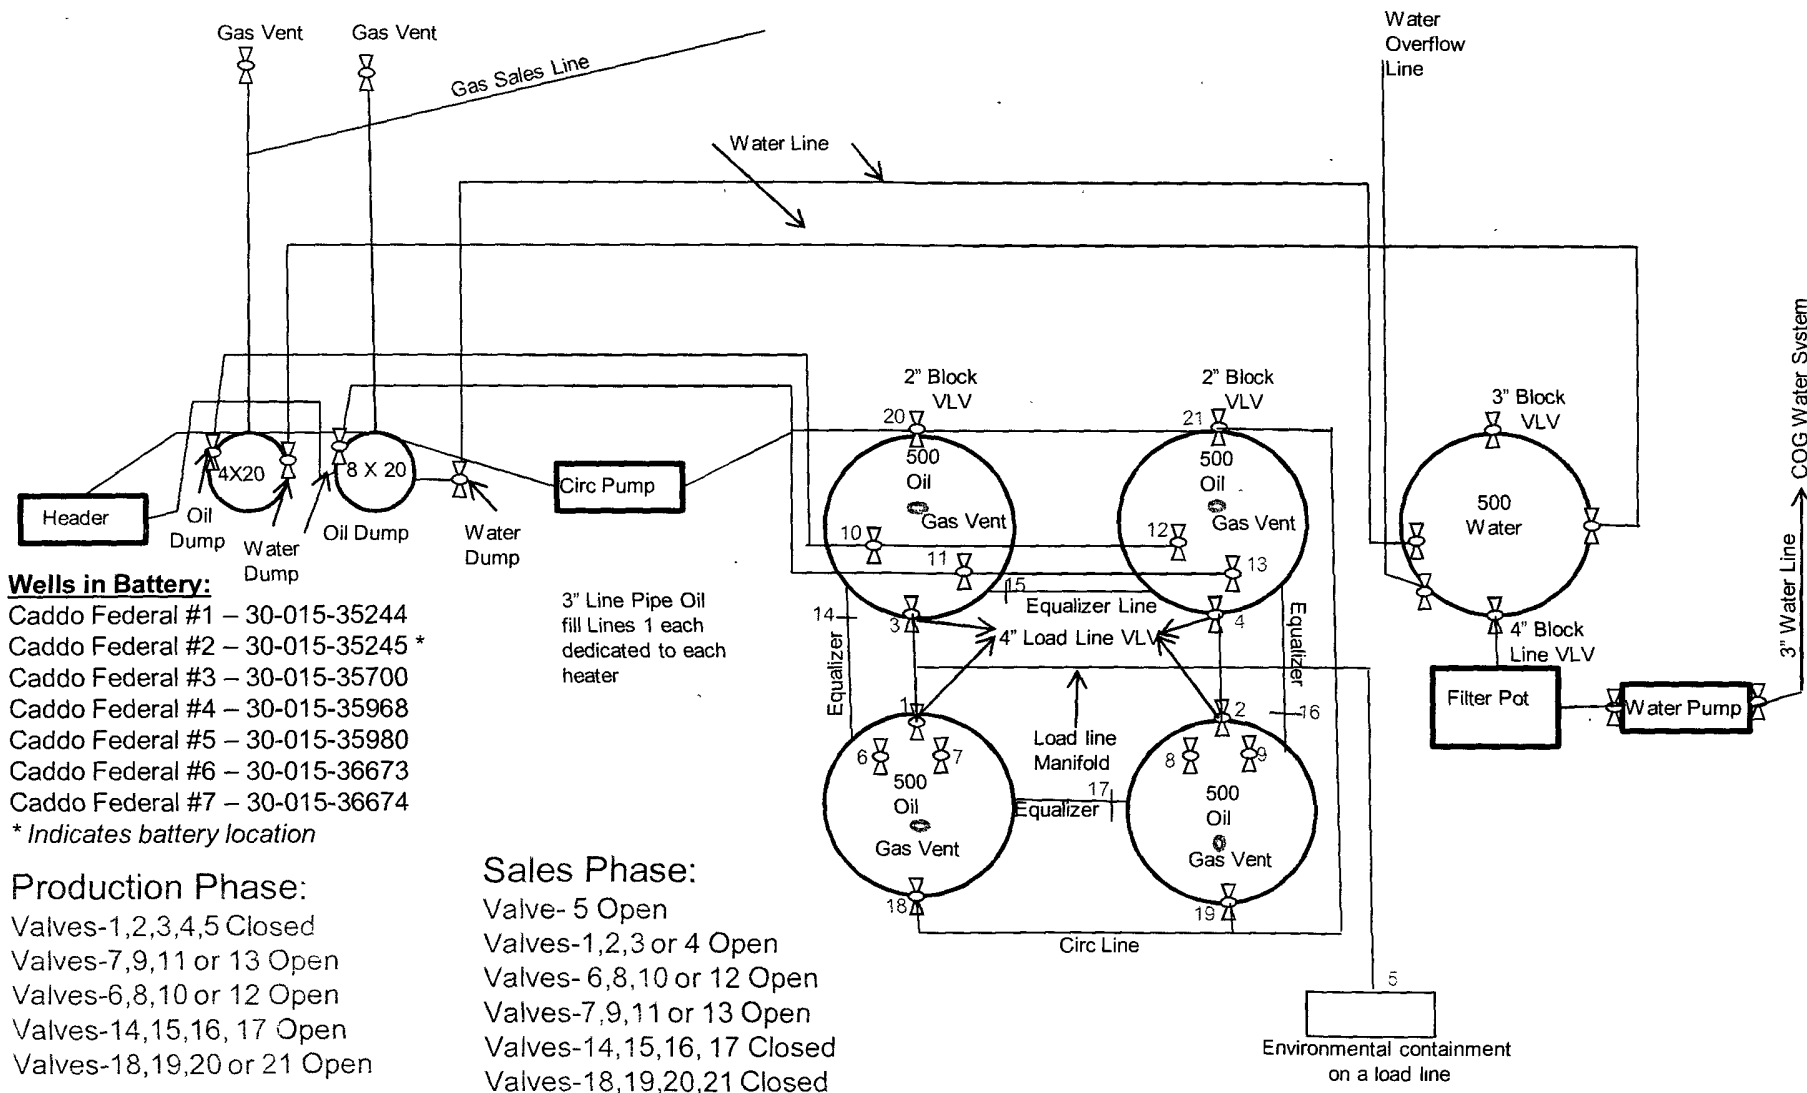 Gas Vent
Gas Vent
Gas Sales Line
Water
Overflow
Line
Water Line
2" Block
VLV
20
2" Block
VLV
21
3" Block
VLV
COG Water System
3" Water Line
4X20
8 X 20
Circ Pump
Header
Oil
Dump
Water
Dump
Oil Dump
Water
Dump
500
Oil
Gas Vent
10
11
500
Oil
Gas Vent
12
13
500
Water
3" Line Pipe Oil
fill Lines 1 each
dedicated to each
heater
14
15
Equalizer Line
3
4" Load Line VLV
4
Equalizer
Equalizer
16
4" Block
Line VLV
Filter Pot
Water Pump
1
2
6
7
500
Oil
Gas Vent
18
Load line
Manifold
17
Equalizer
8
9
500
Oil
Gas Vent
19
Circ Line
5
Environmental containment
on a load line
Wells in Battery:
Caddo Federal #1 – 30-015-35244
Caddo Federal #2 – 30-015-35245 *
Caddo Federal #3 – 30-015-35700
Caddo Federal #4 – 30-015-35968
Caddo Federal #5 – 30-015-35980
Caddo Federal #6 – 30-015-36673
Caddo Federal #7 – 30-015-36674
* Indicates battery location
Production Phase:
Valves-1,2,3,4,5 Closed
Valves-7,9,11 or 13 Open
Valves-6,8,10 or 12 Open
Valves-14,15,16, 17 Open
Valves-18,19,20 or 21 Open
Sales Phase:
Valve- 5 Open
Valves-1,2,3 or 4 Open
Valves- 6,8,10 or 12 Open
Valves-7,9,11 or 13 Open
Valves-14,15,16, 17 Closed
Valves-18,19,20,21 Closed